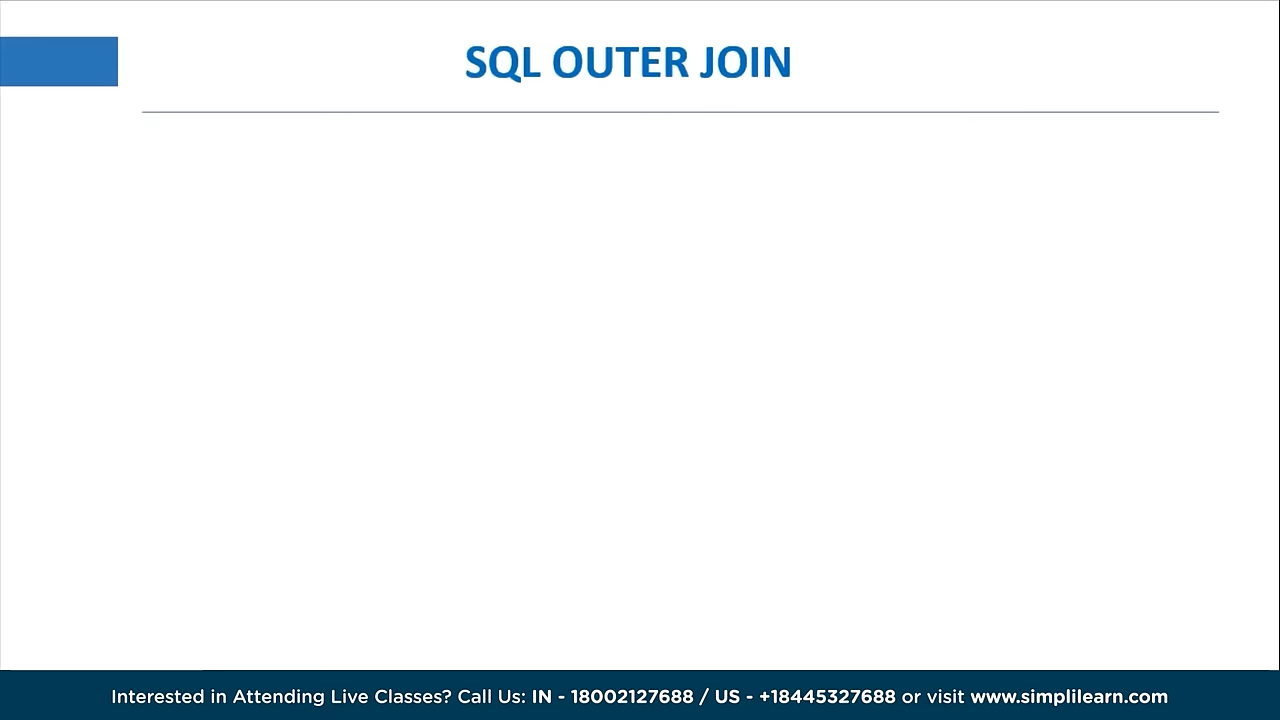 SQL OUTER JOIN
Interested in Attending Live Classes? Call Us: IN - 18002127688 / US - +18445327688 or visit www.simplilearn.com